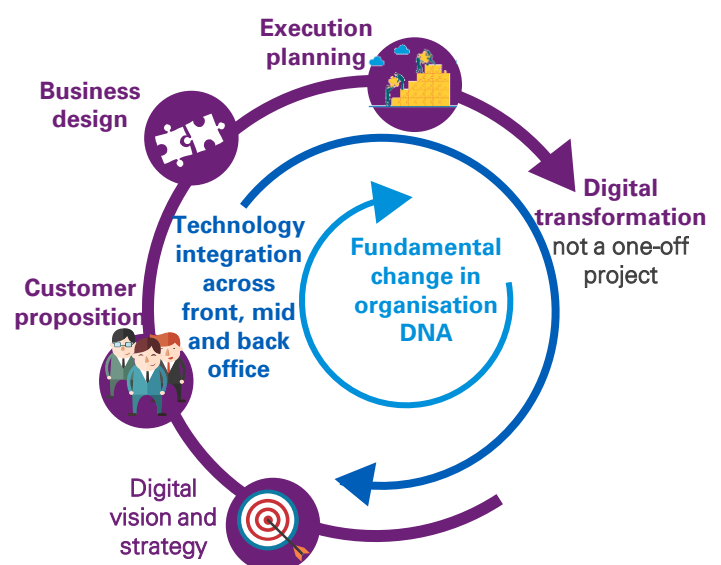 Execution
planning
Business
design
Digital
transformation
not a one-off
project
Technology
integration
across
front, mid
and back
office
Fundamental
change in
organisation
DNA
Customer
proposition
Digital
vision and
strategy